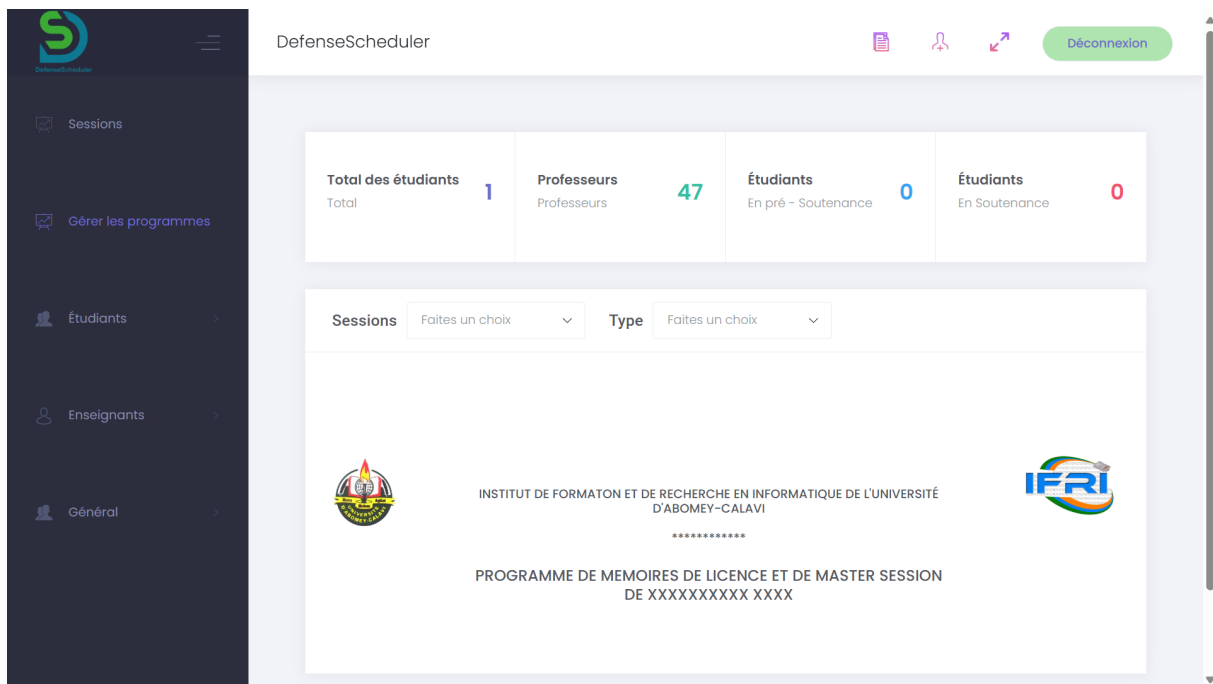 DefenseScheduler
DefenseScheduler
Déconnexion
Sessions
Gérer les programmes
Étudiants
Enseignants
Général
Total des étudiants
Total
1
Professeurs
Professeurs
47
Étudiants
En pré - Soutenance
0
Étudiants
En Soutenance
0
Sessions Faites un choix Type Faites un choix
IFRI
INSTITUT DE FORMATON ET DE RECHERCHE EN INFORMATIQUE DE L'UNIVERSITÉ
D'ABOMEY-CALAVI
************
PROGRAMME DE MEMOIRES DE LICENCE ET DE MASTER SESSION
DE XXXXXXXXXX XXXX